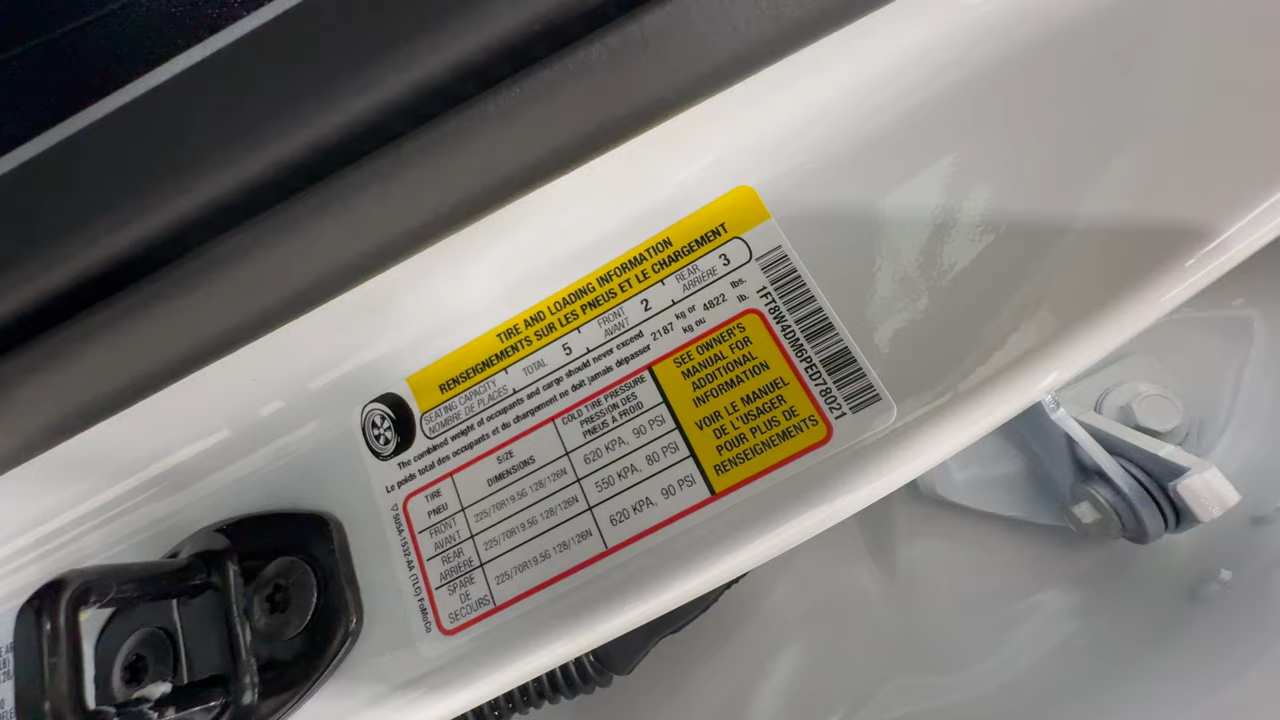 TIRE AND LOADING INFORMATION
RENSEIGNEMENTS SUR LES PNEUS ET LE CHARGEMENT
SEATING CAPACITY TOTAL 5 FRONT 2 REAR 3
NOMBRE DE PLACES AVANT ARRIÈRE
The combined weight of occupants and cargo should never exceed 2187 kg or 4822 lbs.
Le poids total des occupants et du chargement ne doit jamais dépasser kg ou lb.
TIRE SIZE COLD TIRE PRESSURE
PNEU DIMENSIONS PRESSION DES
PNEUS A FROID
FRONT 225/70R19.5G 128/126N 620 KPA, 90 PSI
AVANT
REAR 225/70R19.5G 128/126N 550 KPA, 80 PSI
ARRIÈRE
SPARE 225/70R19.5G 128/126N 620 KPA, 90 PSI
DE
SECOURS
SEE OWNER'S
MANUAL FOR
ADDITIONAL
INFORMATION
VOIR LE MANUEL
DE L'USAGER
POUR PLUS DE
RENSEIGNEMENTS
1FT8W4DM6PED78021
5U5A-1532-AA (TLG) FoMoCo